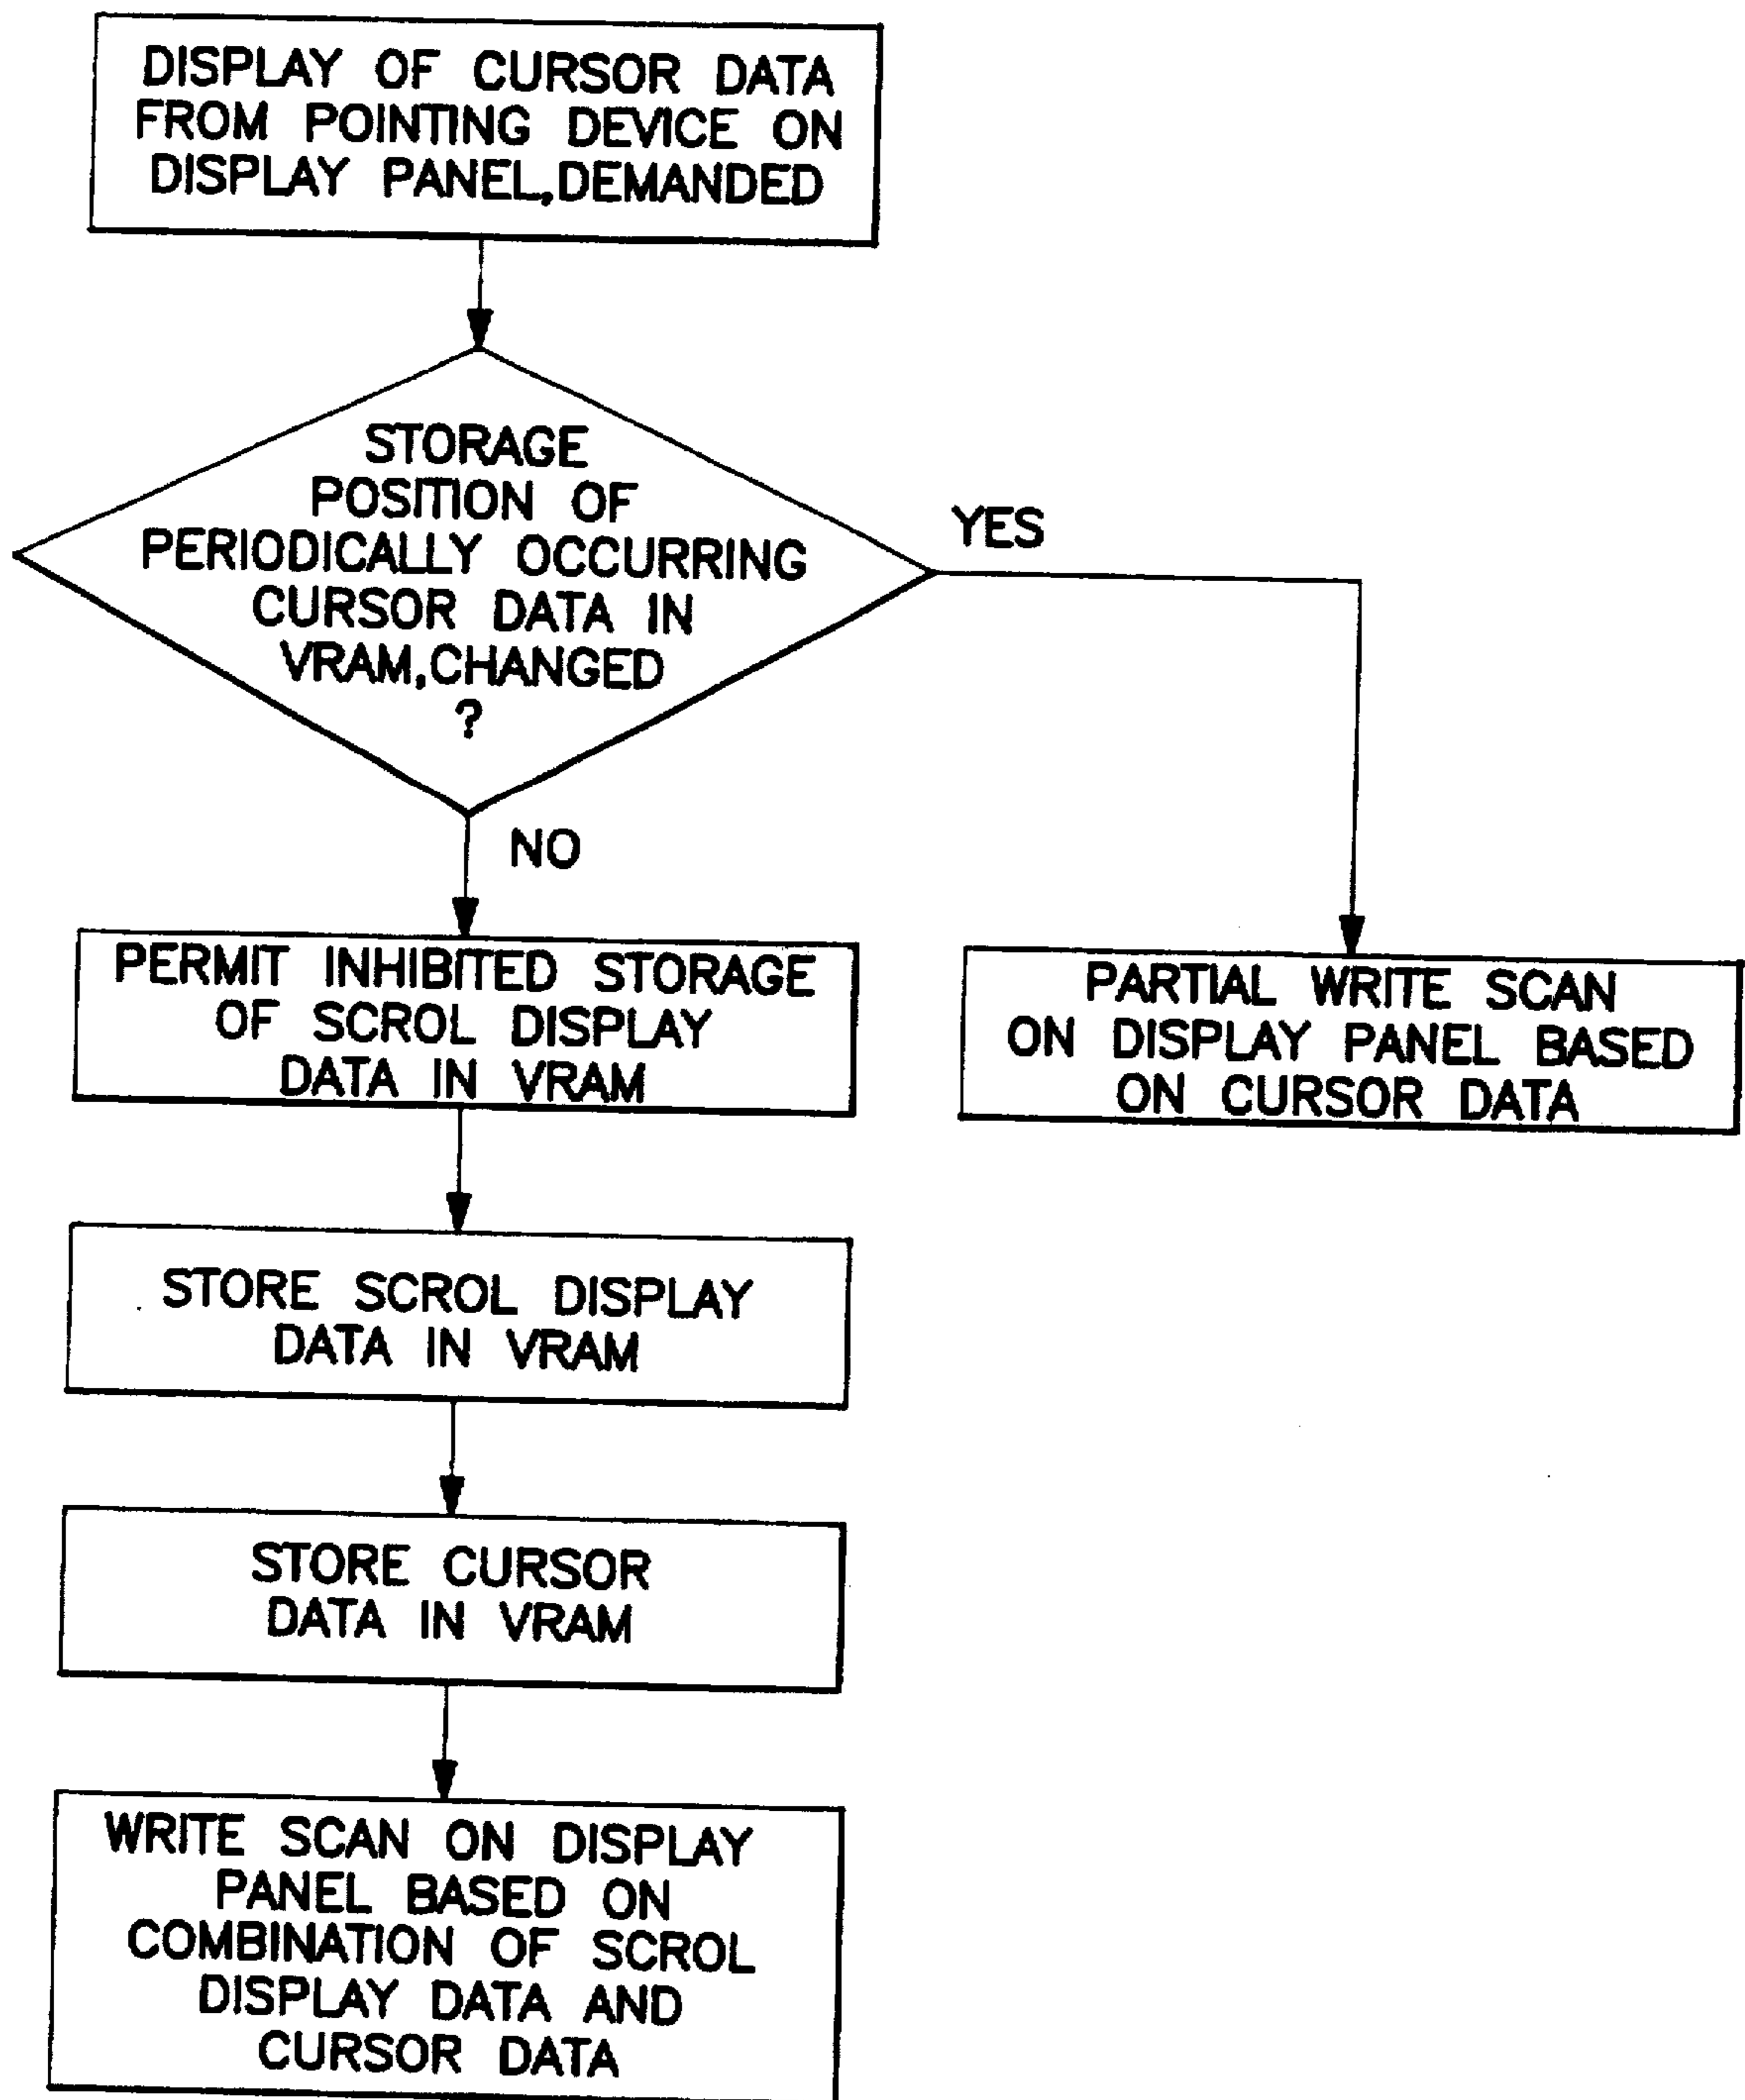 DISPLAY OF CURSOR DATA
FROM POINTING DEVICE ON
DISPLAY PANEL,DEMANDED
STORAGE
POSITION OF
PERIODICALLY OCCURRING
CURSOR DATA IN
VRAM,CHANGED
?
YES
NO
PERMIT INHIBITED STORAGE
OF SCROL DISPLAY
DATA IN VRAM
PARTIAL WRITE SCAN
ON DISPLAY PANEL BASED
ON CURSOR DATA
STORE SCROL DISPLAY
DATA IN VRAM
STORE CURSOR
DATA IN VRAM
WRITE SCAN ON DISPLAY
PANEL BASED ON
COMBINATION OF SCROL
DISPLAY DATA AND
CURSOR DATA